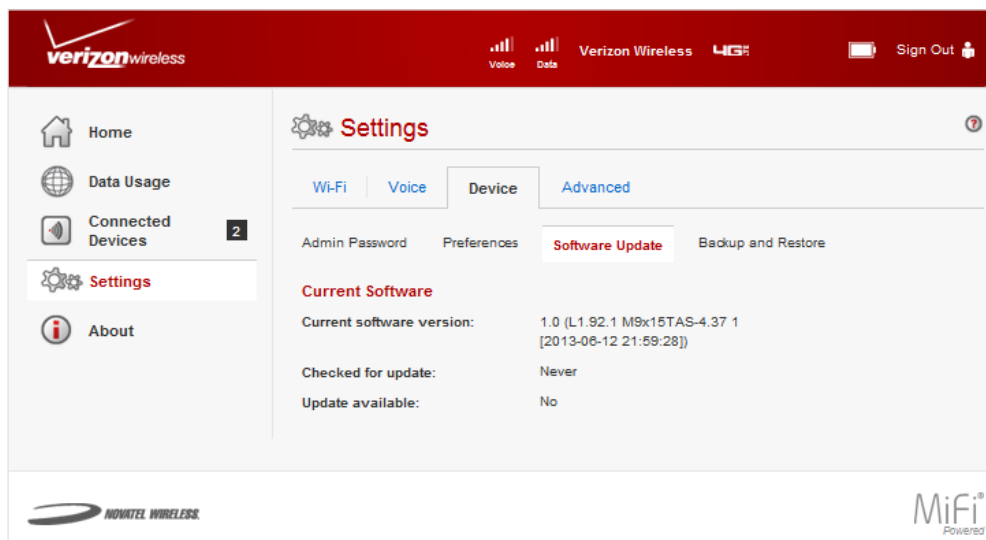 verizonwireless
Voice
Data
Verizon Wireless
4G LTE
Sign Out
Home
Data Usage
Connected
Devices
2
Settings
About
Settings
?
Wi-Fi
Voice
Device
Advanced
Admin Password
Preferences
Software Update
Backup and Restore
Current Software
Current software version:
1.0 (L1.92.1 M9x15TAS-4.37 1
[2013-06-12 21:59:28])
Checked for update:
Never
Update available:
No
NOVATEL WIRELESS.
MiFi®
Powered